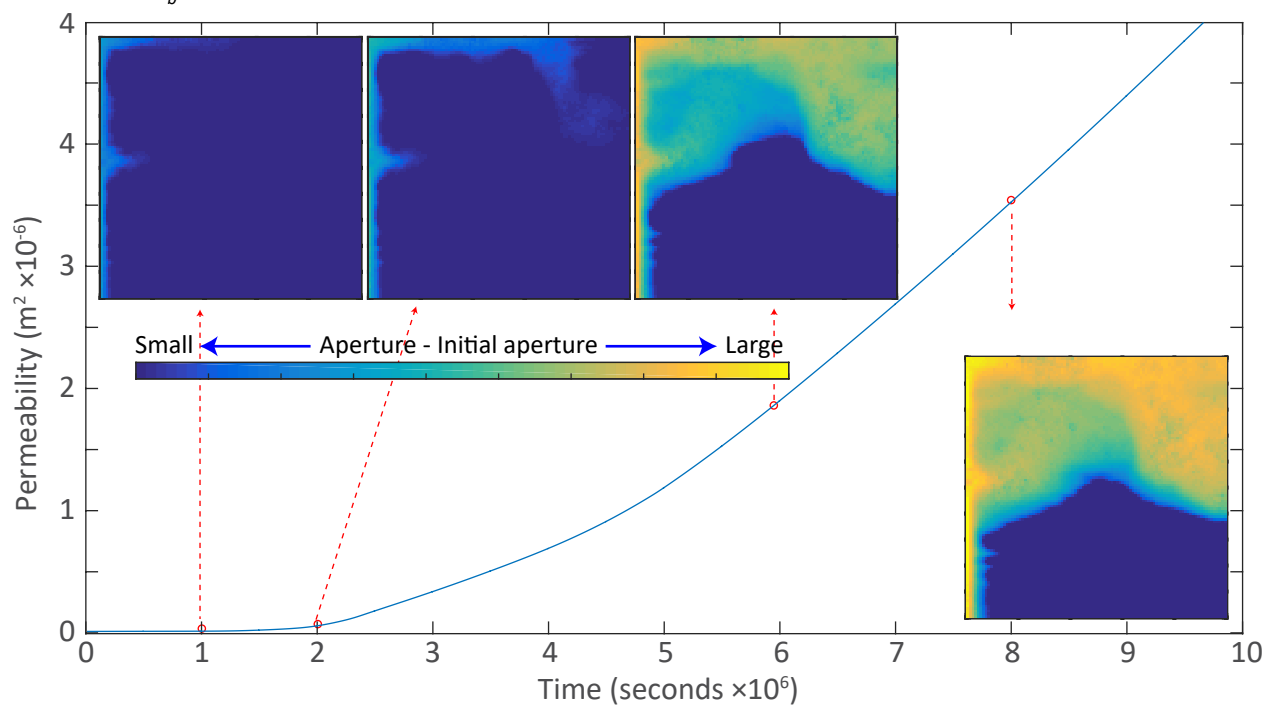 b
4
4
3
2
1
0
Permeability (m² ×10⁻⁶)
Small Aperture - Initial aperture Large
0 1 2 3 4 5 6 7 8 9 10
Time (seconds ×10⁶)